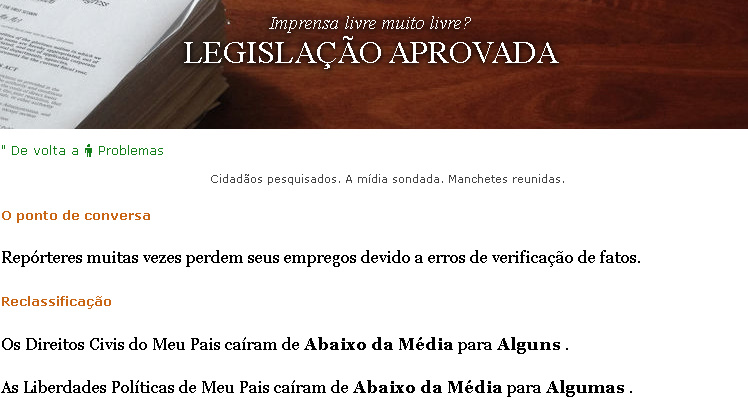 Imprensa livre muito livre?
LEGISLAÇÃO APROVADA
" De volta a Problemas
Cidadãos pesquisados. A mídia sondada. Manchetes reunidas.
O ponto de conversa
Repórteres muitas vezes perdem seus empregos devido a erros de verificação de fatos.
Reclassificação
Os Direitos Civis do Meu Pais caíram de Abaixo da Média para Alguns .
As Liberdades Políticas de Meu Pais caíram de Abaixo da Média para Algumas .